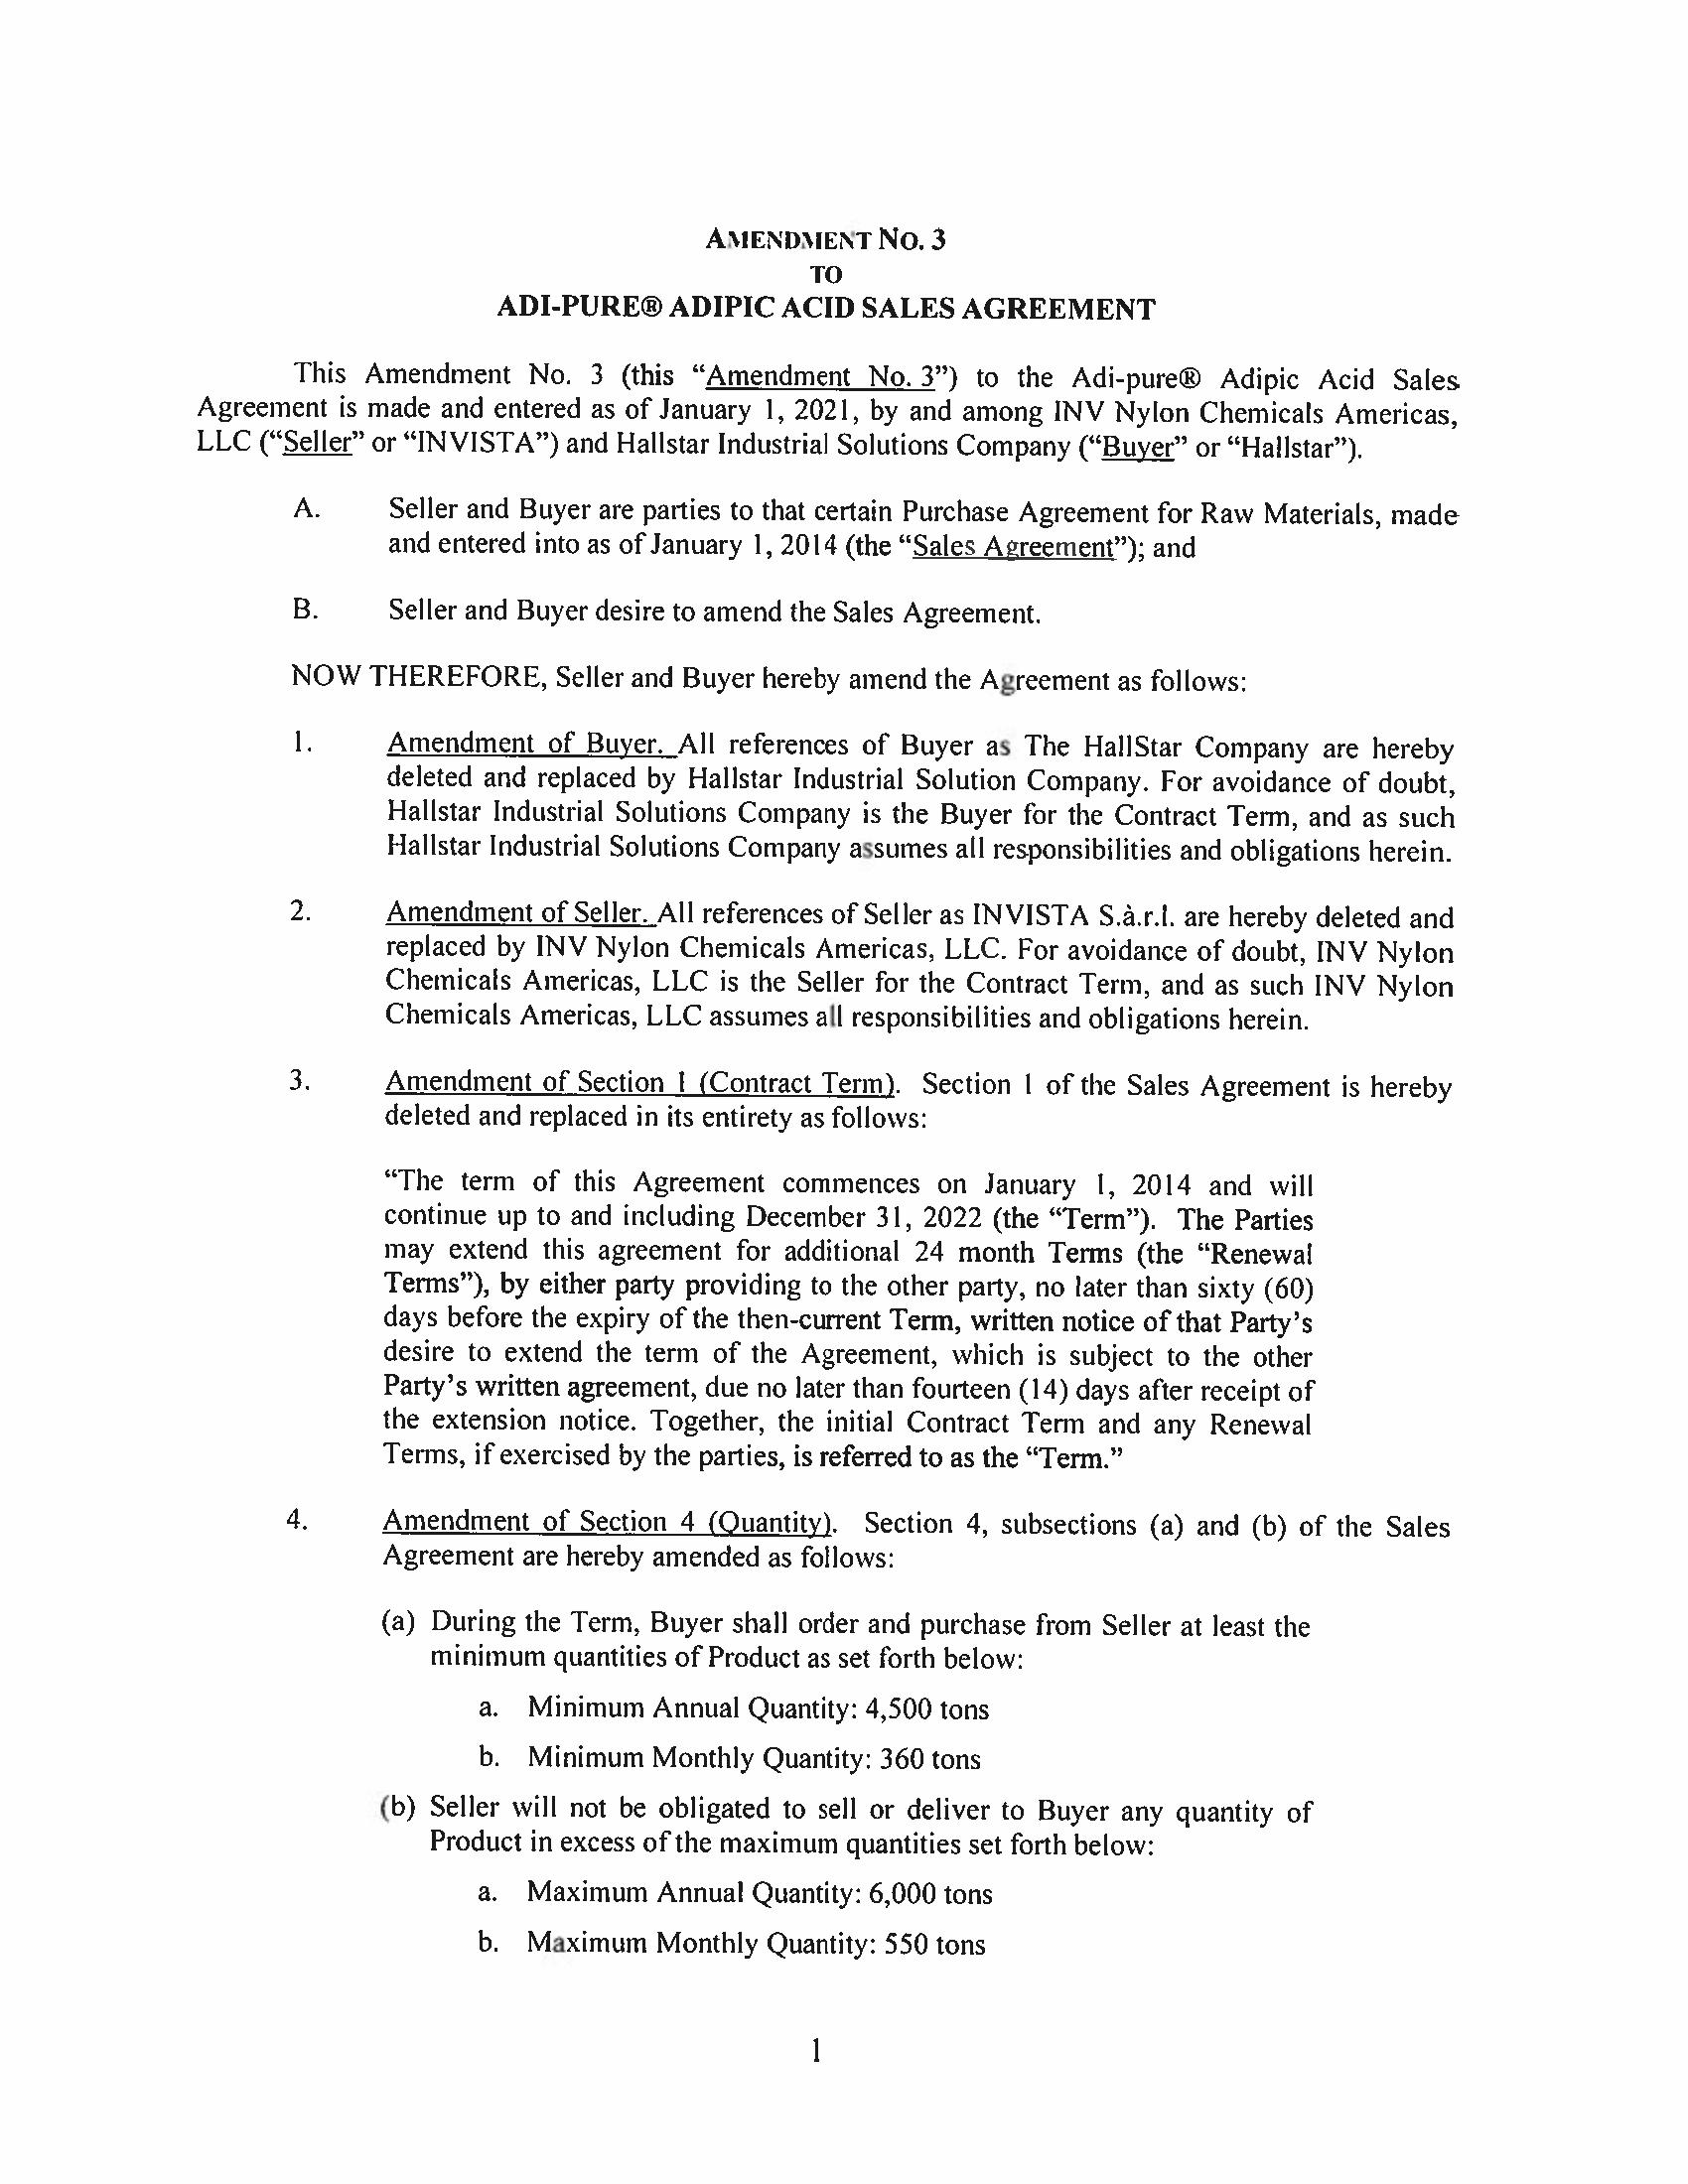 AMENDMENT NO. 3
TO
ADI-PURE® ADIPIC ACID SALES AGREEMENT
This Amendment No. 3 (this “Amendment No. 3”) to the Adi-pure® Adipic Acid Sales
Agreement is made and entered as of January 1, 2021, by and among INV Nylon Chemicals Americas,
LLC (“Seller” or “INVISTA”) and Hallstar Industrial Solutions Company (“Buyer” or “Hallstar”).
A. Seller and Buyer are parties to that certain Purchase Agreement for Raw Materials, made
and entered into as of January 1, 2014 (the “Sales Agreement”); and
B. Seller and Buyer desire to amend the Sales Agreement.
NOW THEREFORE, Seller and Buyer hereby amend the Agreement as follows:
1. Amendment of Buyer. All references of Buyer as The HallStar Company are hereby
deleted and replaced by Hallstar Industrial Solution Company. For avoidance of doubt,
Hallstar Industrial Solutions Company is the Buyer for the Contract Term, and as such
Hallstar Industrial Solutions Company assumes all responsibilities and obligations herein.
2. Amendment of Seller. All references of Seller as INVISTA S.à.r.l. are hereby deleted and
replaced by INV Nylon Chemicals Americas, LLC. For avoidance of doubt, INV Nylon
Chemicals Americas, LLC is the Seller for the Contract Term, and as such INV Nylon
Chemicals Americas, LLC assumes all responsibilities and obligations herein.
3. Amendment of Section 1 (Contract Term). Section 1 of the Sales Agreement is hereby
deleted and replaced in its entirety as follows:
“The term of this Agreement commences on January 1, 2014 and will
continue up to and including December 31, 2022 (the “Term”). The Parties
may extend this agreement for additional 24 month Terms (the “Renewal
Terms”), by either party providing to the other party, no later than sixty (60)
days before the expiry of the then-current Term, written notice of that Party’s
desire to extend the term of the Agreement, which is subject to the other
Party’s written agreement, due no later than fourteen (14) days after receipt of
the extension notice. Together, the initial Contract Term and any Renewal
Terms, if exercised by the parties, is referred to as the “Term.”
4. Amendment of Section 4 (Quantity). Section 4, subsections (a) and (b) of the Sales
Agreement are hereby amended as follows:
(a) During the Term, Buyer shall order and purchase from Seller at least the
minimum quantities of Product as set forth below:
a. Minimum Annual Quantity: 4,500 tons
b. Minimum Monthly Quantity: 360 tons
(b) Seller will not be obligated to sell or deliver to Buyer any quantity of
Product in excess of the maximum quantities set forth below:
a. Maximum Annual Quantity: 6,000 tons
b. Maximum Monthly Quantity: 550 tons
1